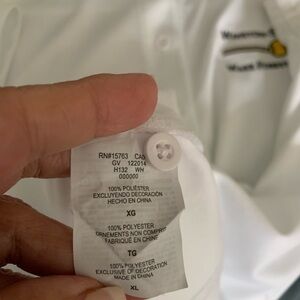 RN#15763 CA
GV 122014
H132 WH
000000
100% POLIÉSTER
EXCLUYENDO DECORACIÓN
HECHO EN CHINA
XG
100% POLYESTER
ORNEMENTS NON COMPRIS
FABRIQUÉ EN CHINE
TG
100% POLYESTER
EXCLUSIVE OF DECORATION
MADE IN CHINA
XL